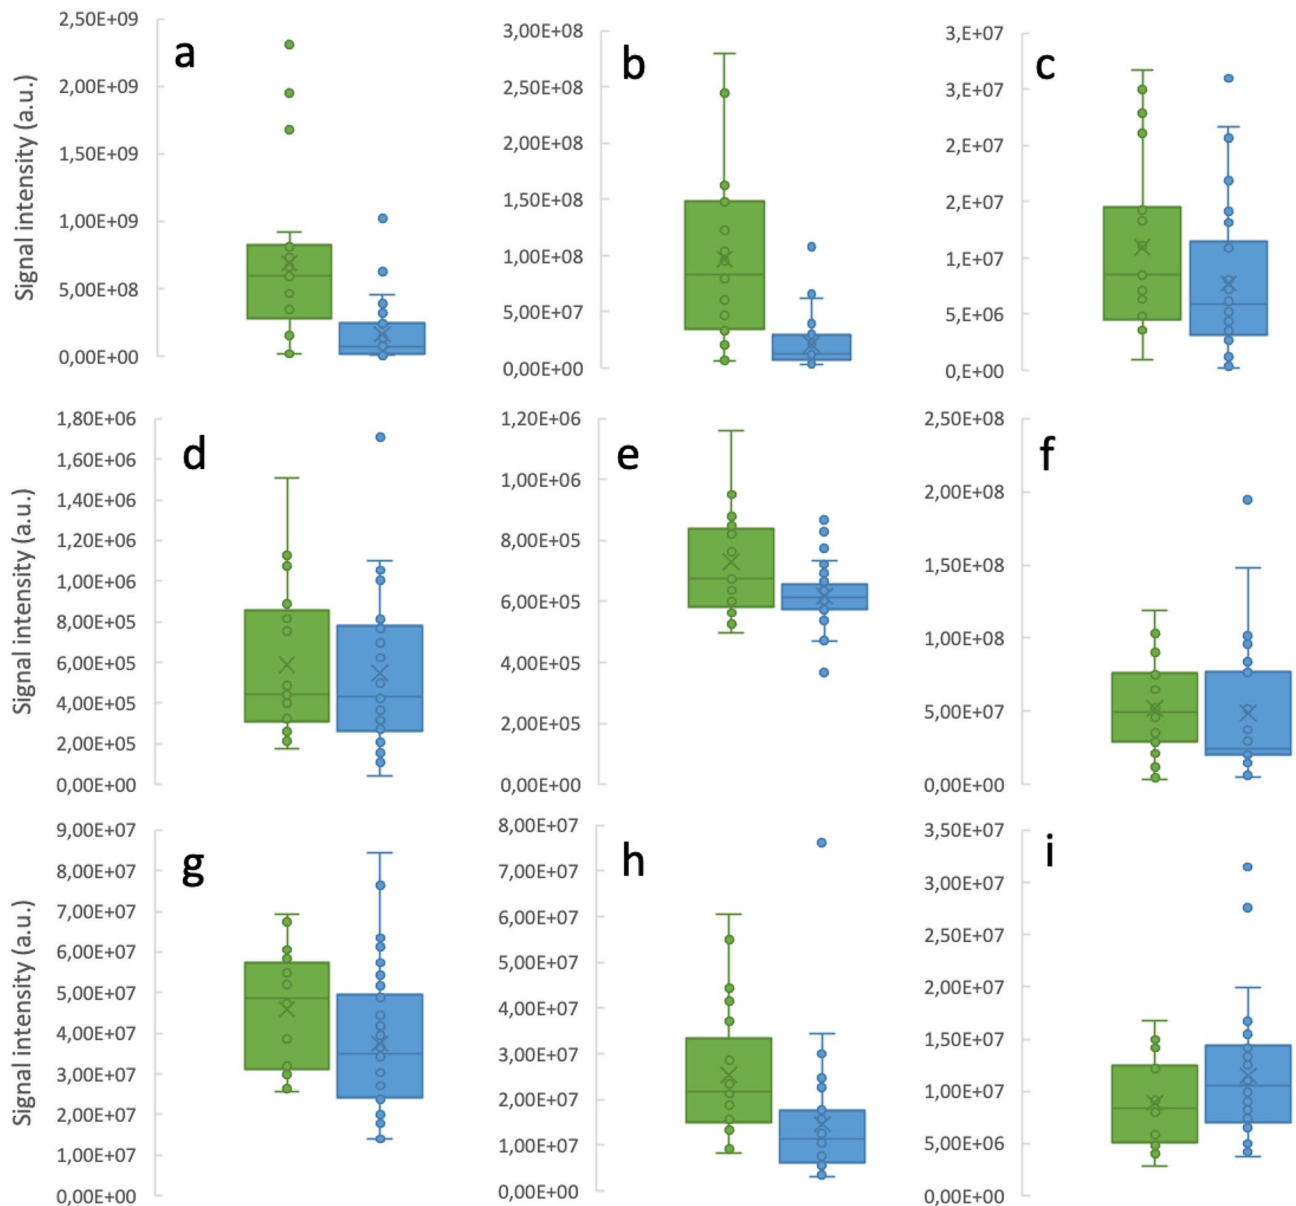 a
Signal intensity (a.u.)
2,50E+09
2,00E+09
1,50E+09
1,00E+09
5,00E+08
0,00E+00
b
3,00E+08
2,50E+08
2,00E+08
1,50E+08
1,00E+08
5,00E+07
0,00E+00
c
3,E+07
3,E+07
2,E+07
2,E+07
1,E+07
5,E+06
0,E+00
d
Signal intensity (a.u.)
1,80E+06
1,60E+06
1,40E+06
1,20E+06
1,00E+06
8,00E+05
6,00E+05
4,00E+05
2,00E+05
0,00E+00
e
1,20E+06
1,00E+06
8,00E+05
6,00E+05
4,00E+05
2,00E+05
0,00E+00
f
2,50E+08
2,00E+08
1,50E+08
1,00E+08
5,00E+07
0,00E+00
g
Signal intensity (a.u.)
9,00E+07
8,00E+07
7,00E+07
6,00E+07
5,00E+07
4,00E+07
3,00E+07
2,00E+07
1,00E+07
0,00E+00
h
8,00E+07
7,00E+07
6,00E+07
5,00E+07
4,00E+07
3,00E+07
2,00E+07
1,00E+07
0,00E+00
i
3,50E+07
3,00E+07
2,50E+07
2,00E+07
1,50E+07
1,00E+07
5,00E+06
0,00E+00